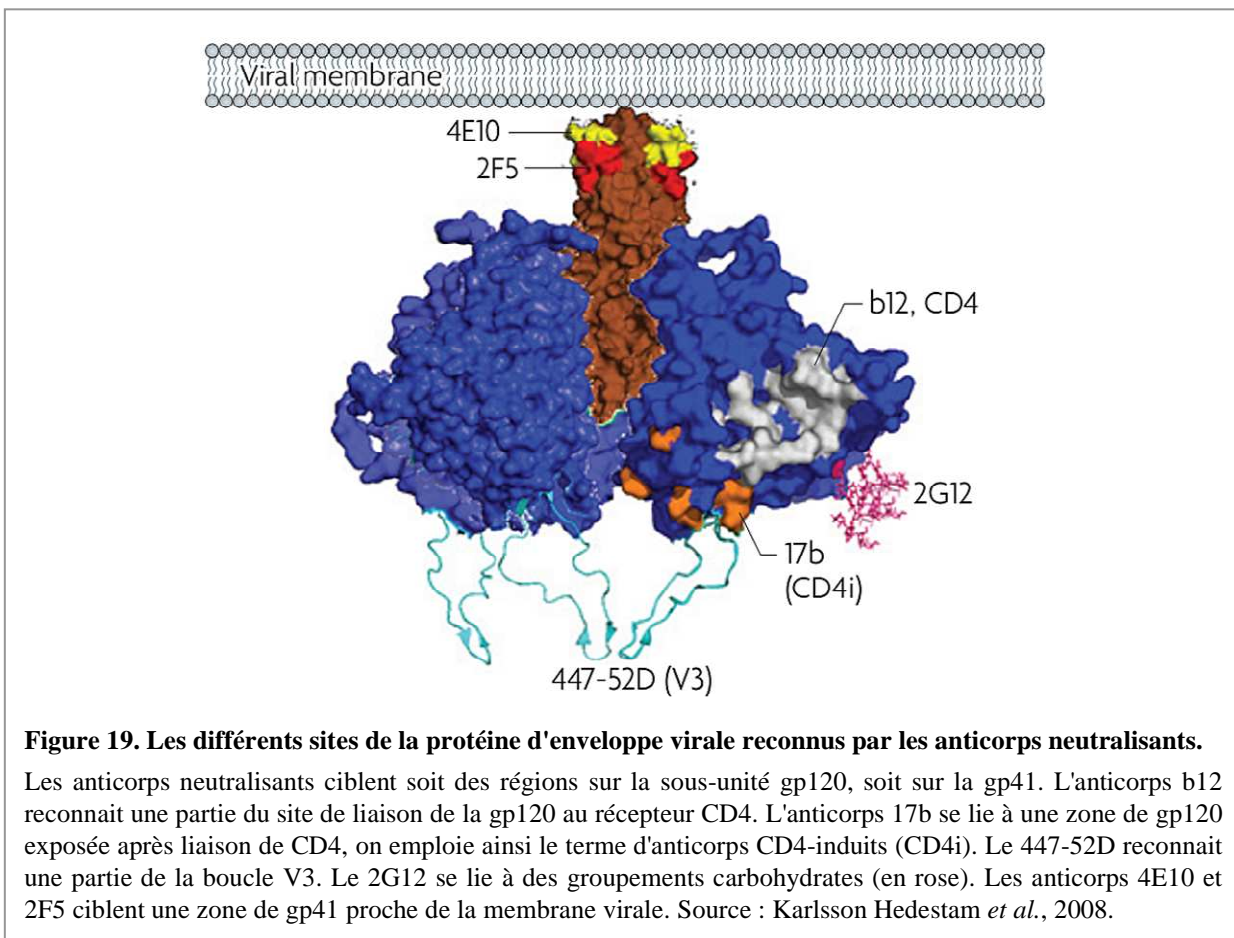 Viral membrane
4E10
2F5
b12, CD4
2G12
17b
(CD4i)
447-52D (V3)
Figure 19. Les différents sites de la protéine d'enveloppe virale reconnus par les anticorps neutralisants.
Les anticorps neutralisants ciblent soit des régions sur la sous-unité gp120, soit sur la gp41. L'anticorps b12
reconnait une partie du site de liaison de la gp120 au récepteur CD4. L'anticorps 17b se lie à une zone de gp120
exposée après liaison de CD4, on emploie ainsi le terme d'anticorps CD4-induits (CD4i). Le 447-52D reconnait
une partie de la boucle V3. Le 2G12 se lie à des groupements carbohydrates (en rose). Les anticorps 4E10 et
2F5 ciblent une zone de gp41 proche de la membrane virale. Source : Karlsson Hedestam et al., 2008.